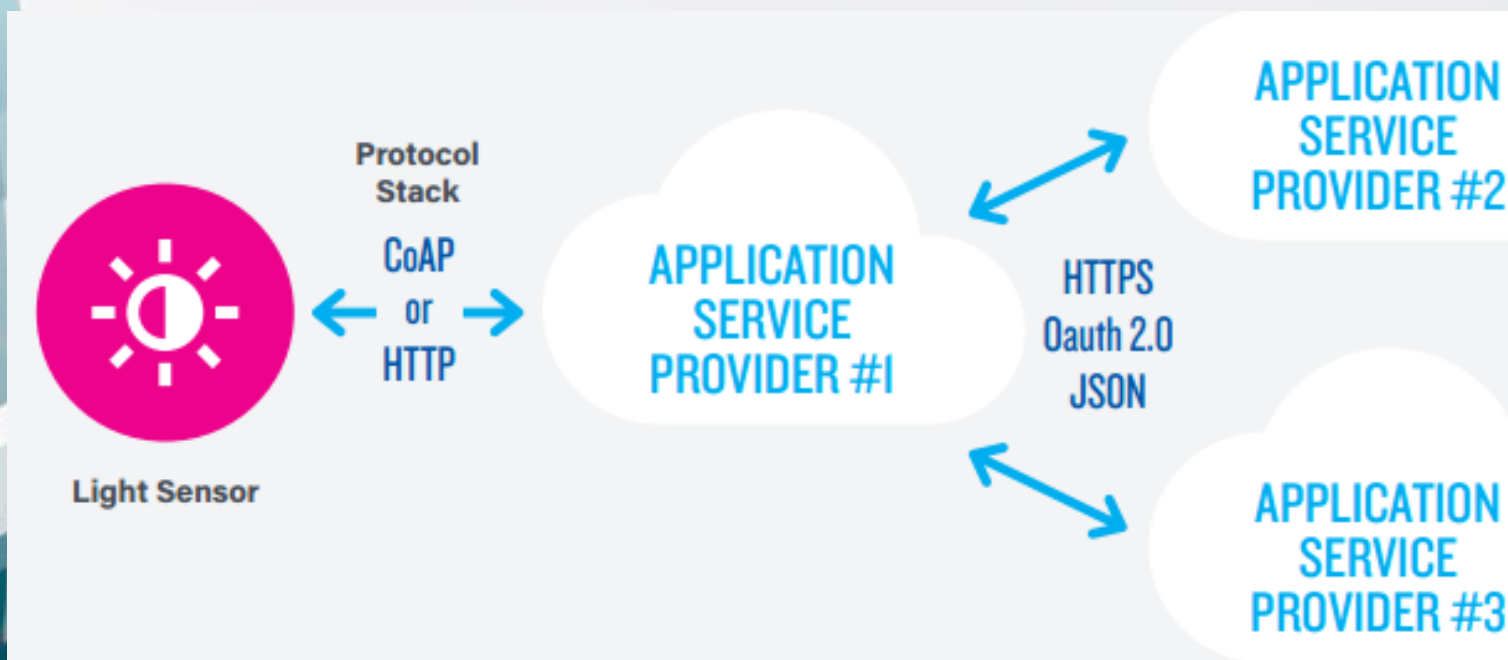 Protocol
Stack
CoAP
or
HTTP
Light Sensor
APPLICATION
SERVICE
PROVIDER #1
HTTPS
Oauth 2.0
JSON
APPLICATION
SERVICE
PROVIDER #2
APPLICATION
SERVICE
PROVIDER #3